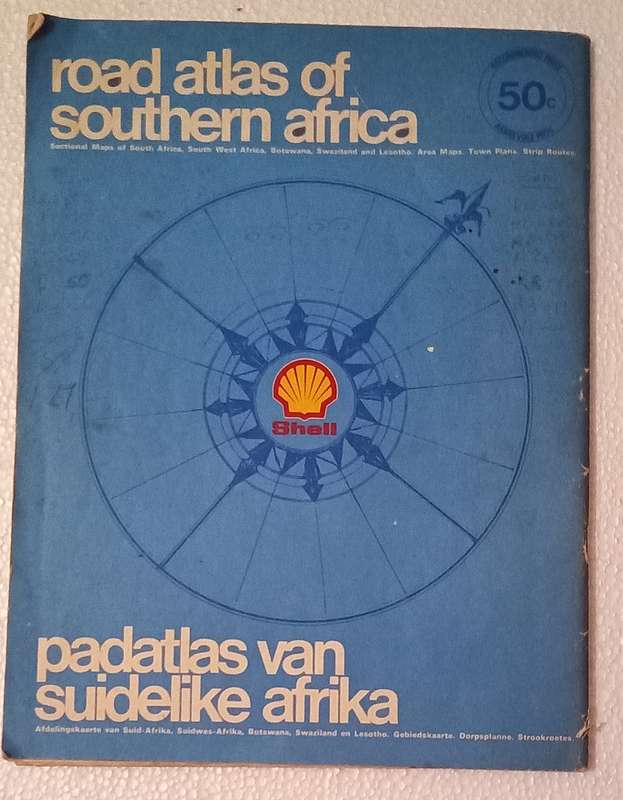 road atlas of
southern africa
Sectional Maps of South Africa, South West Africa, Botswana, Swaziland and Lesotho. Area Maps. Town Plans. Strip Routes.
50c
Shell
padatlas van
suidelike afrika
Afdelingskaarte van Suid-Afrika, Suidwes-Afrika, Botswana, Swaziland en Lesotho. Gebiedskaarte. Dorpsplanne. Strookroetes.